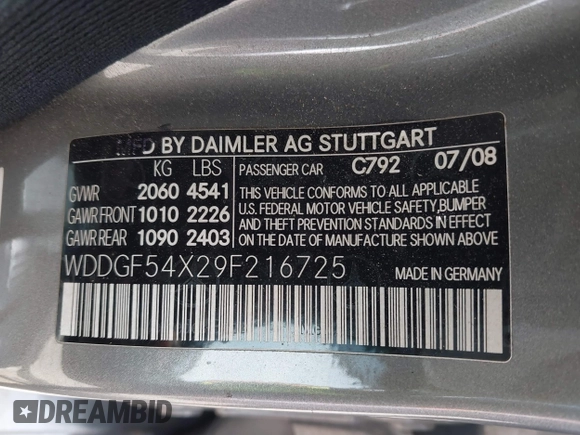 MFD BY DAIMLER AG STUTTGART
KG LBS PASSENGER CAR C792 07/08
GVWR 2060 4541 THIS VEHICLE CONFORMS TO ALL APPLICABLE
GAWR FRONT 1010 2226 U.S. FEDERAL MOTOR VEHICLE SAFETY, BUMPER
GAWR REAR 1090 2403 AND THEFT PREVENTION STANDARDS IN EFFECT
ON THE DATE OF MANUFACTURE SHOWN ABOVE.
WDDGF54X29F216725 MADE IN GERMANY
DREAMBID